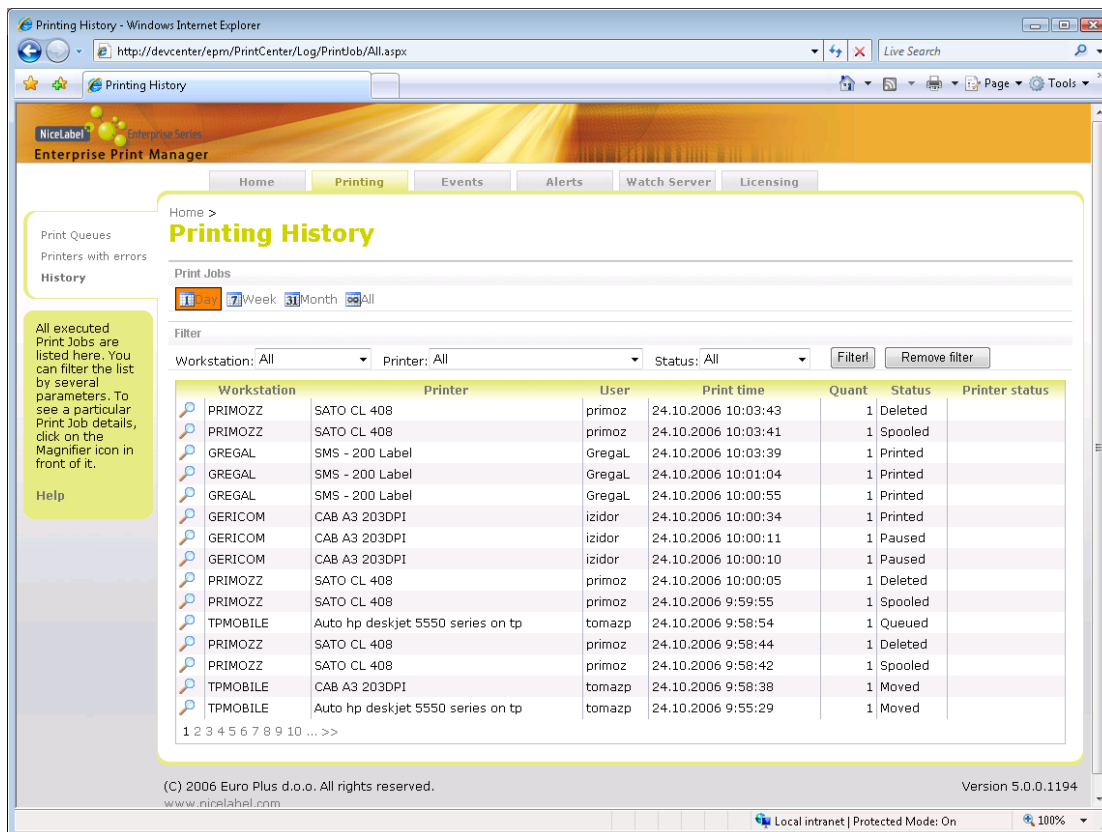 Printing History - Windows Internet Explorer
http://devcenter/epm/PrintCenter/Log/PrintJob/All.aspx
Live Search
Printing History
Page
Tools
NiceLabel Enterprise Series
Enterprise Print Manager
Home Printing Events Alerts Watch Server Licensing
Print Queues
Printers with errors
History
All executed
Print Jobs are
listed here. You
can filter the list
by several
parameters. To
see a particular
Print Job details,
click on the
Magnifier icon in
front of it.
Help
Home >
Printing History
Print Jobs
1 Day 7 Week 31 Month All
Filter
Workstation: All Printer: All Status: All Filter! Remove filter
Workstation Printer User Print time Quant Status Printer status
PRIMOZZ SATO CL 408 primoz 24.10.2006 10:03:43 1 Deleted
PRIMOZZ SATO CL 408 primoz 24.10.2006 10:03:41 1 Spooled
GREGAL SMS - 200 Label GregaL 24.10.2006 10:03:39 1 Printed
GREGAL SMS - 200 Label GregaL 24.10.2006 10:01:04 1 Printed
GREGAL SMS - 200 Label GregaL 24.10.2006 10:00:55 1 Printed
GERICOM CAB A3 203DPI izidor 24.10.2006 10:00:34 1 Printed
GERICOM CAB A3 203DPI izidor 24.10.2006 10:00:11 1 Paused
GERICOM CAB A3 203DPI izidor 24.10.2006 10:00:10 1 Paused
PRIMOZZ SATO CL 408 primoz 24.10.2006 10:00:05 1 Deleted
PRIMOZZ SATO CL 408 primoz 24.10.2006 9:59:55 1 Spooled
TPMOBILE Auto hp deskjet 5550 series on tp tomazp 24.10.2006 9:58:54 1 Queued
PRIMOZZ SATO CL 408 primoz 24.10.2006 9:58:44 1 Deleted
PRIMOZZ SATO CL 408 primoz 24.10.2006 9:58:42 1 Spooled
TPMOBILE CAB A3 203DPI tomazp 24.10.2006 9:58:38 1 Moved
TPMOBILE Auto hp deskjet 5550 series on tp tomazp 24.10.2006 9:55:29 1 Moved
1 2 3 4 5 6 7 8 9 10 ... >>
(C) 2006 Euro Plus d.o.o. All rights reserved. Version 5.0.0.1194
www.nicelabel.com
Local intranet | Protected Mode: On 100%